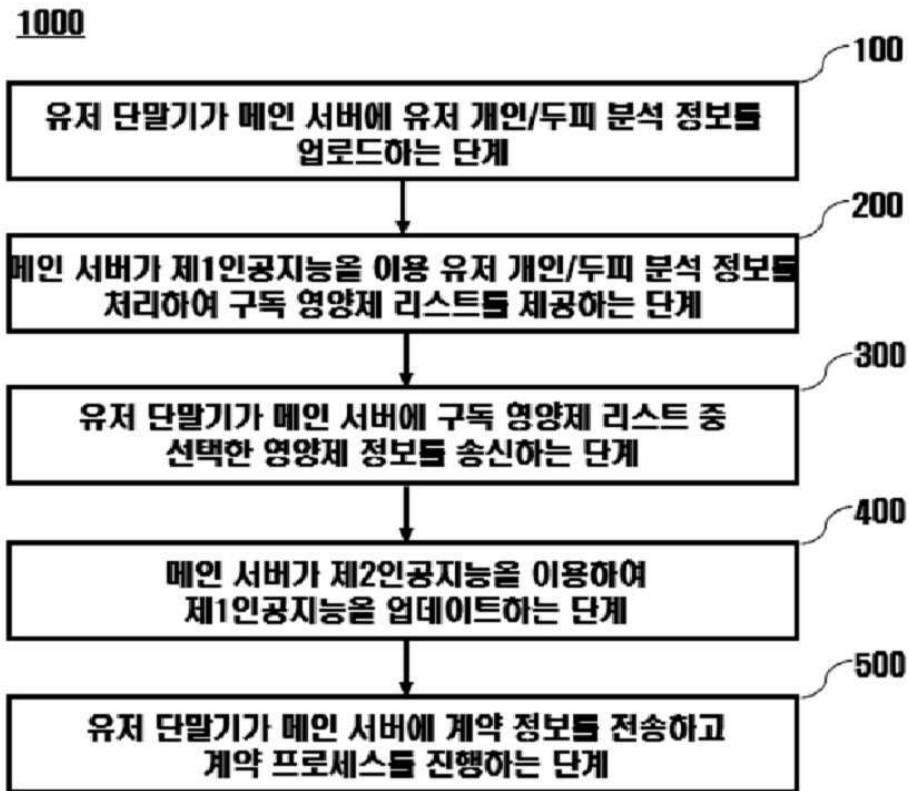 1000
100
유저 단말기가 메인 서버에 유저 개인/두피 분석 정보를
업로드하는 단계
200
메인 서버가 제1인공지능을 이용 유저 개인/두피 분석 정보를
처리하여 구독 영양제 리스트를 제공하는 단계
300
유저 단말기가 메인 서버에 구독 영양제 리스트 중
선택한 영양제 정보를 송신하는 단계
400
메인 서버가 제2인공지능을 이용하여
제1인공지능을 업데이트하는 단계
500
유저 단말기가 메인 서버에 계약 정보를 전송하고
계약 프로세스를 진행하는 단계